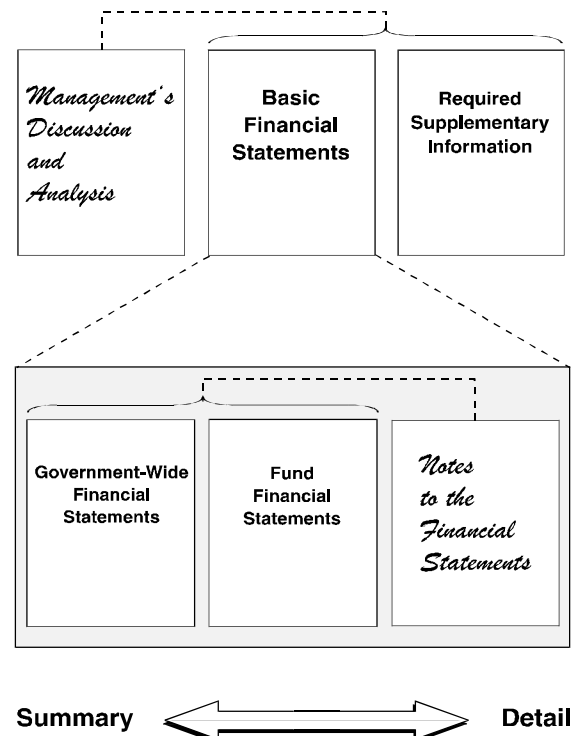 Management's
Discussion
and
Analysis
Basic
Financial
Statements
Required
Supplementary
Information
Government-Wide
Financial
Statements
Fund
Financial
Statements
Notes
to the
Financial
Statements
Summary
Detail